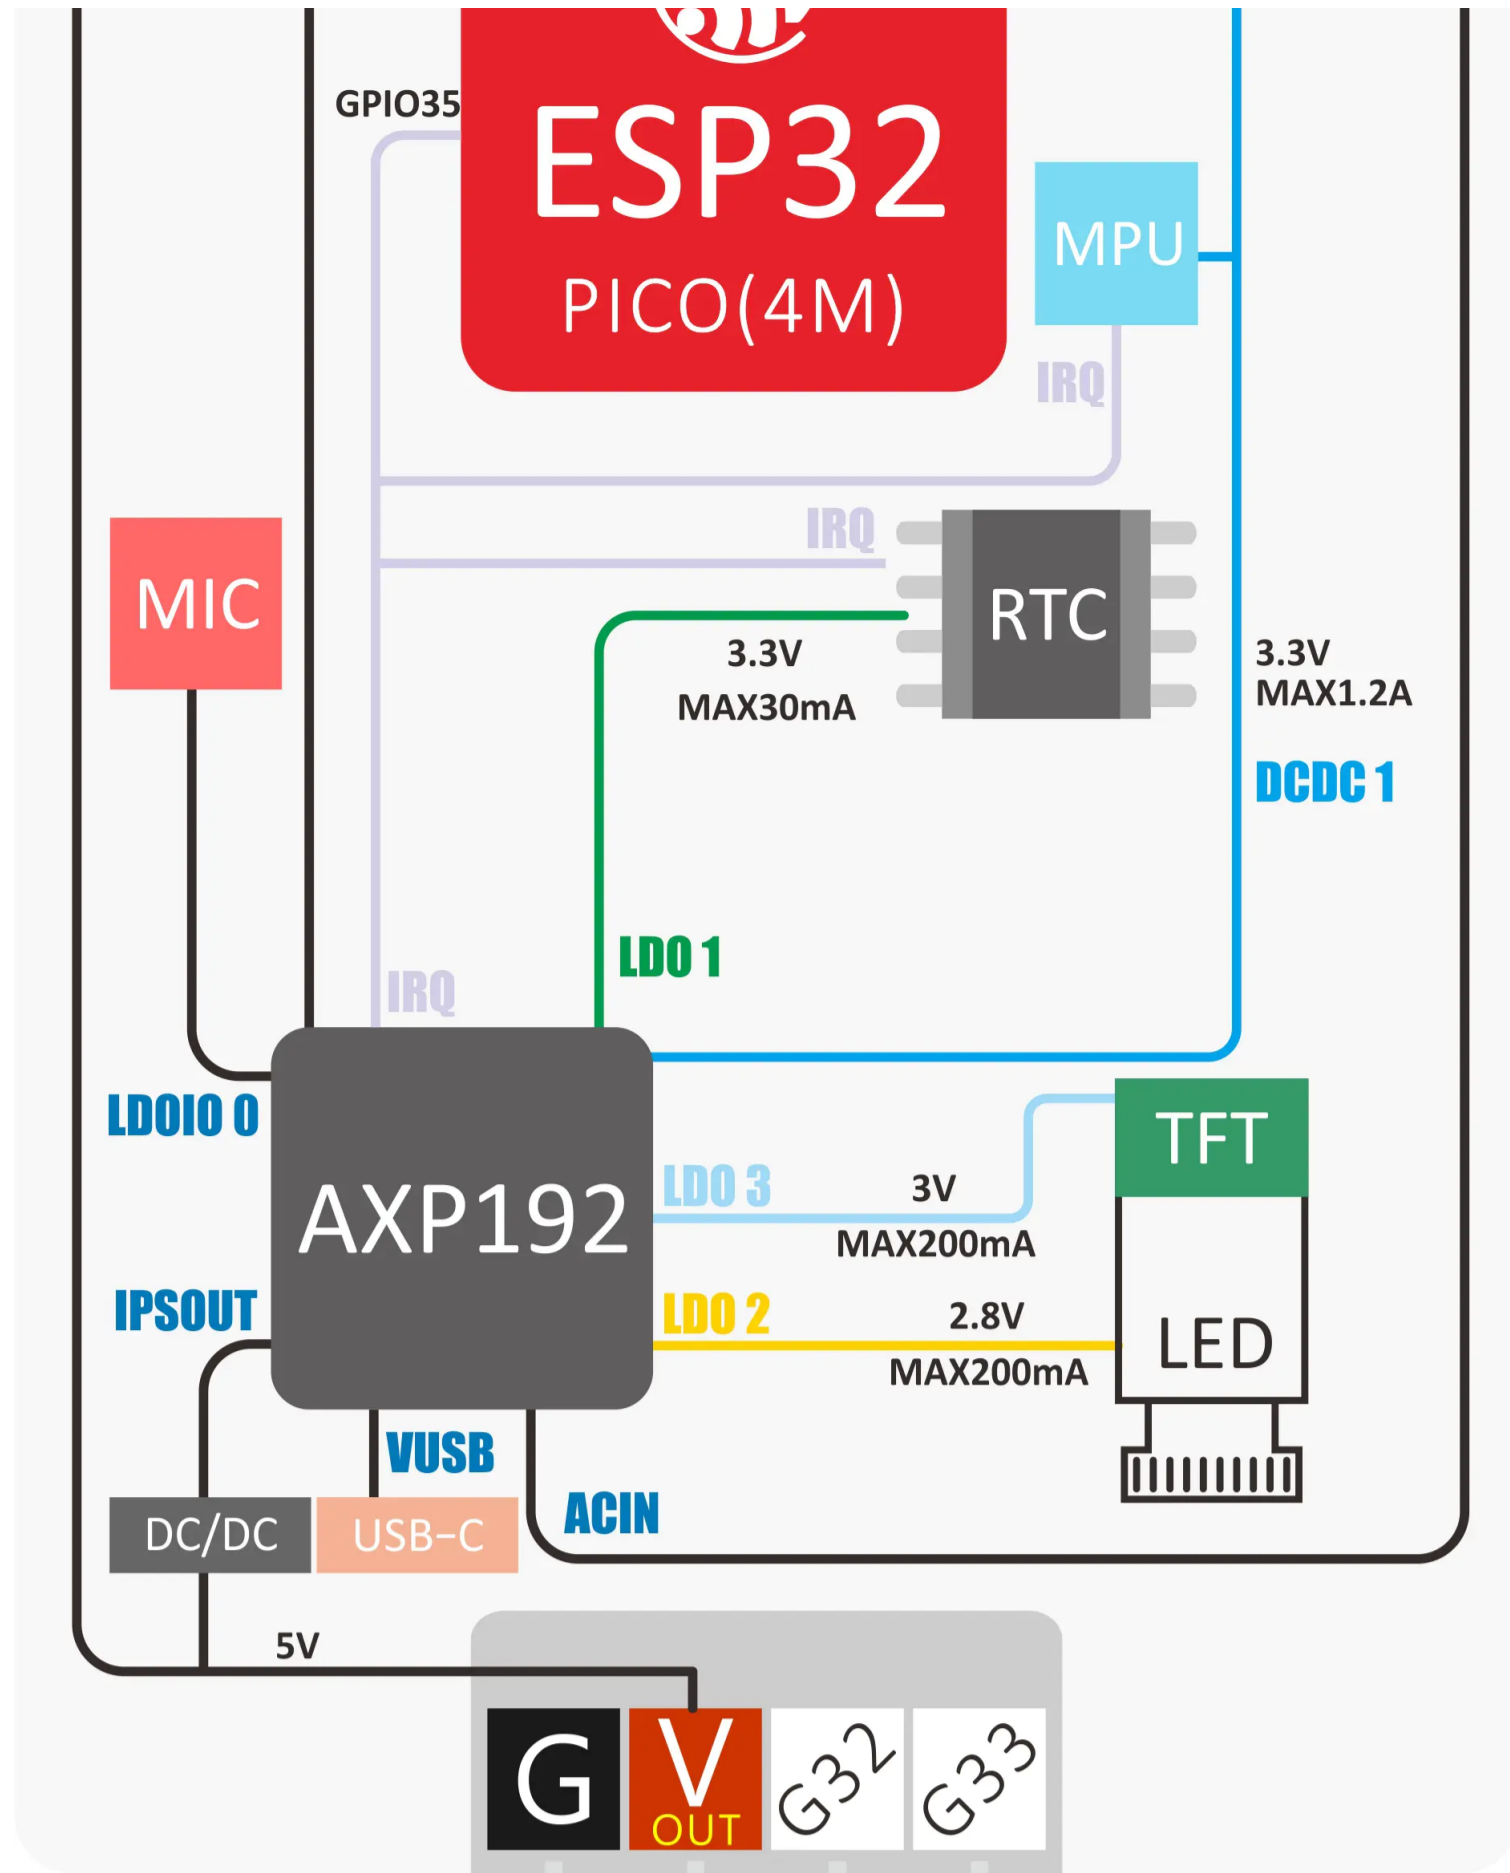 GPIO35
ESP32
PICO(4M)
MPU
IRQ
IRQ
MIC
RTC
3.3V
MAX30mA
3.3V
MAX1.2A
DCDC 1
LDO 1
IRQ
LDOIO 0
AXP192
LDO 3
3V
MAX200mA
TFT
IPSOUT
LDO 2
2.8V
MAX200mA
LED
VUSB
ACIN
DC/DC
USB-C
5V
G
V
OUT
G32
G33